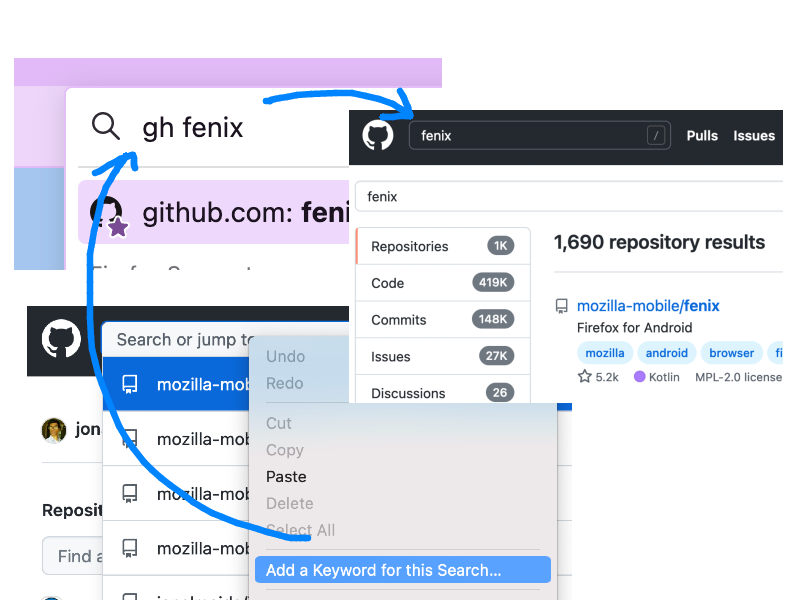 gh fenix
github.com: feni
fenix
/
Pulls
Issues
fenix
Repositories 1K
Code 419K
Commits 148K
Issues 27K
Discussions 26
1,690 repository results
mozilla-mobile/fenix
Firefox for Android
mozilla android browser fi
5.2k Kotlin MPL-2.0 license
Search or jump to
mozilla-mob
mozilla-mob
mozilla-mob
mozilla-mob
jon
Reposit
Find a
Undo
Redo
Cut
Copy
Paste
Delete
Select All
Add a Keyword for this Search...